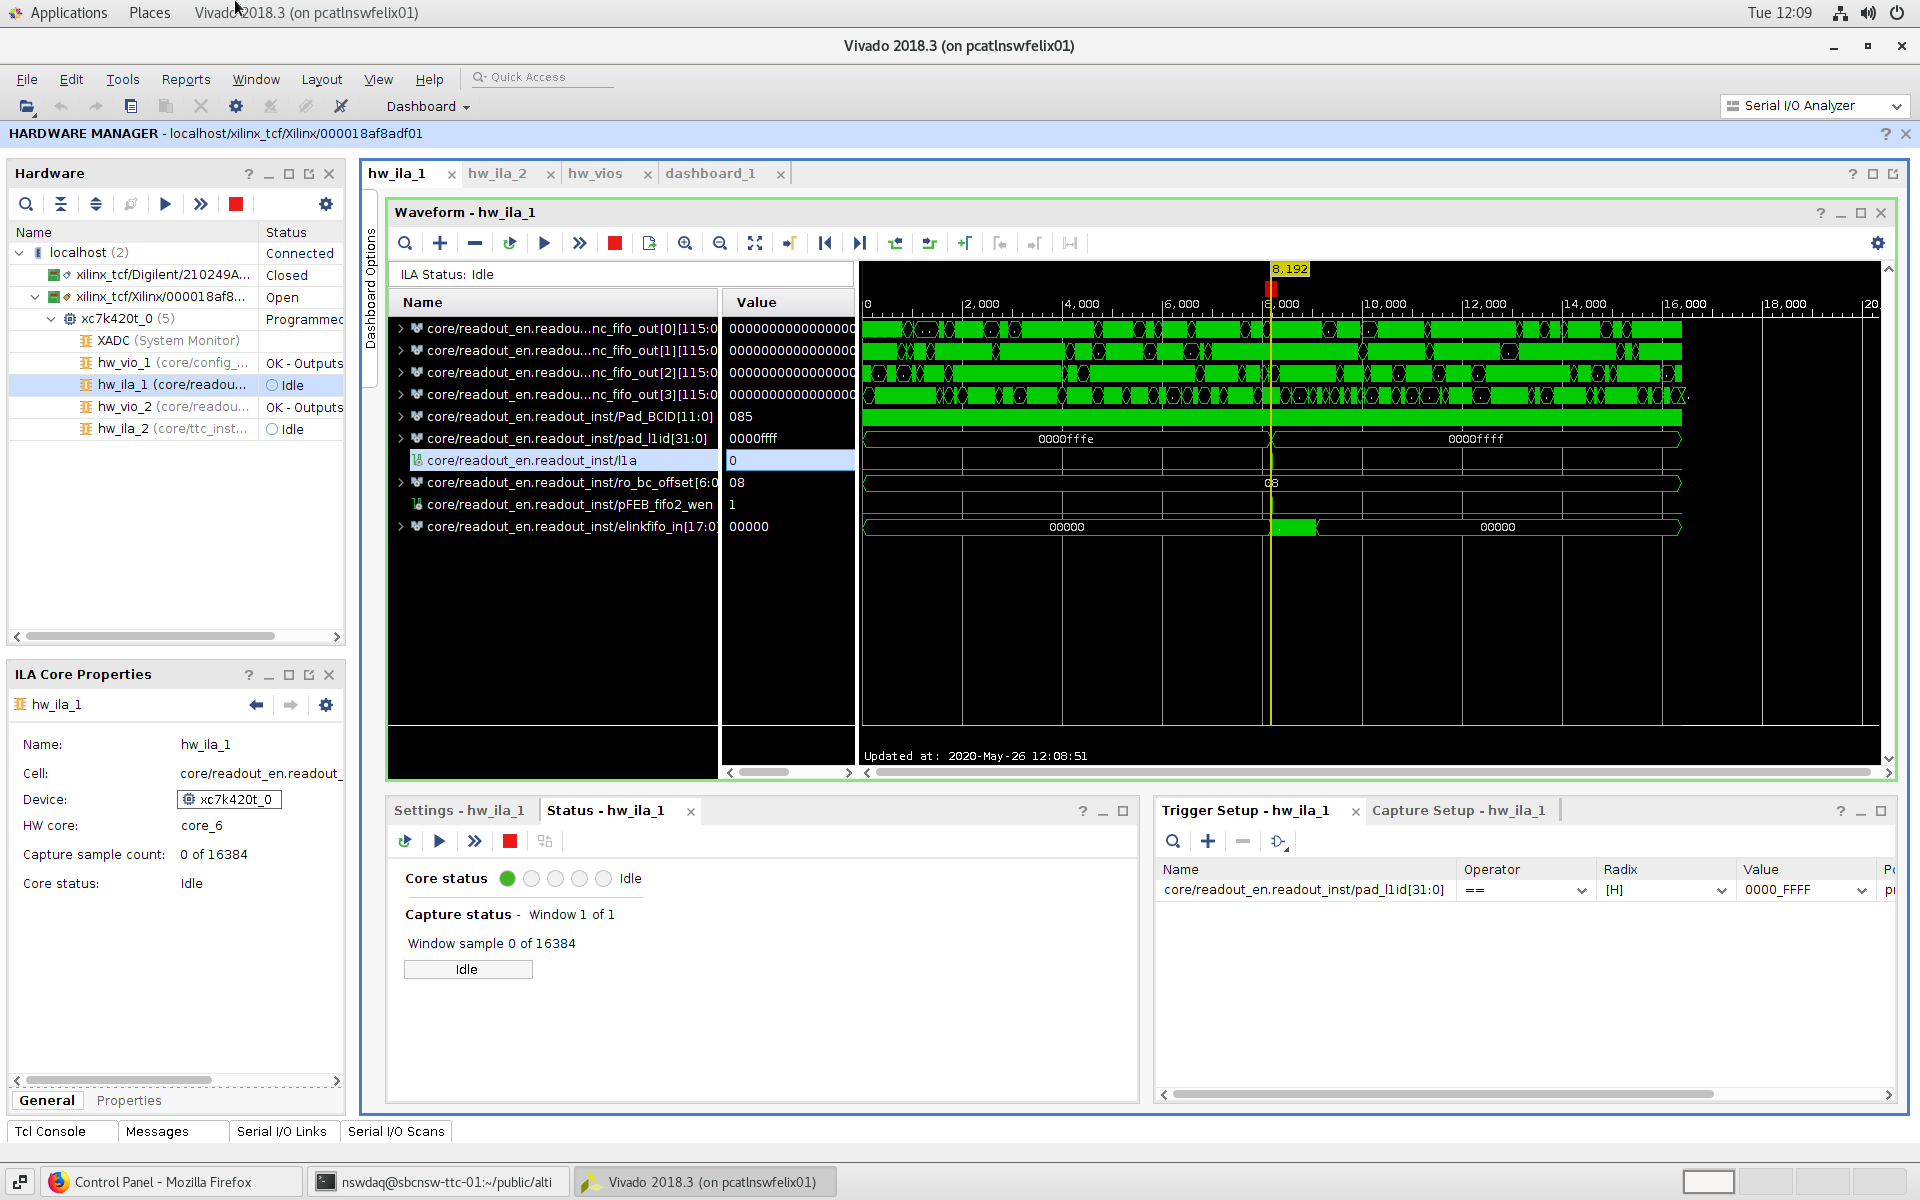 Applications Places Vivado 2018.3 (on pcatlnswfelix01) Tue 12:09
Vivado 2018.3 (on pcatlnswfelix01)
File Edit Tools Reports Window Layout View Help Quick Access
Dashboard Serial I/O Analyzer
HARDWARE MANAGER - localhost/xilinx_tcf/Xilinx/000018af8adf01
Hardware
Name Status
localhost (2) Connected
xilinx_tcf/Digilent/210249A... Closed
xilinx_tcf/Xilinx/000018af8... Open
xc7k420t_0 (5) Programmed
XADC (System Monitor)
hw_vio_1 (core/config_... OK - Outputs
hw_ila_1 (core/readou... Idle
hw_vio_2 (core/readou... OK - Outputs
hw_ila_2 (core/ttc_inst... Idle
ILA Core Properties
hw_ila_1
Name: hw_ila_1
Cell: core/readout_en.readout_
Device: xc7k420t_0
HW core: core_6
Capture sample count: 0 of 16384
Core status: Idle
General Properties
hw_ila_1 hw_ila_2 hw_vios dashboard_1
Dashboard Options
Waveform - hw_ila_1
ILA Status: Idle
8,192
Name Value
0 2,000 4,000 6,000 8,000 10,000 12,000 14,000 16,000 18,000 20,
core/readout_en.readou...nc_fifo_out[0][115:0 0000000000000000
core/readout_en.readou...nc_fifo_out[1][115:0 0000000000000000
core/readout_en.readou...nc_fifo_out[2][115:0 0000000000000000
core/readout_en.readou...nc_fifo_out[3][115:0 0000000000000000
core/readout_en.readout_inst/Pad_BCID[11:0] 085
core/readout_en.readout_inst/pad_l1id[31:0] 0000ffff 0000fffe 0000ffff
core/readout_en.readout_inst/l1a 0
core/readout_en.readout_inst/ro_bc_offset[6:0 08 08
core/readout_en.readout_inst/pFEB_fifo2_wen 1
core/readout_en.readout_inst/elinkfifo_in[17:0] 00000 00000 00000
Updated at: 2020-May-26 12:08:51
Settings - hw_ila_1 Status - hw_ila_1
Core status Idle
Capture status - Window 1 of 1
Window sample 0 of 16384
Idle
Trigger Setup - hw_ila_1 Capture Setup - hw_ila_1
Name Operator Radix Value Po
core/readout_en.readout_inst/pad_l1id[31:0] == [H] 0000_FFFF pr
Tcl Console Messages Serial I/O Links Serial I/O Scans
Control Panel - Mozilla Firefox nswdaq@sbcnsw-ttc-01:~/public/alti Vivado 2018.3 (on pcatlnswfelix01)